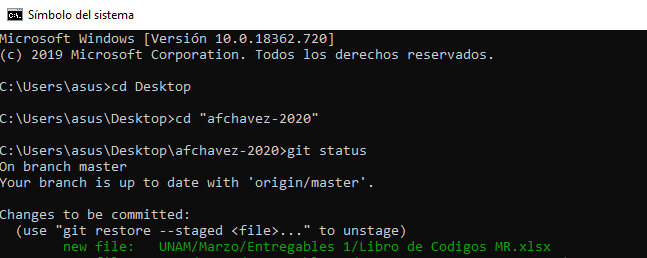 Símbolo del sistema
Microsoft Windows [Versión 10.0.18362.720]
(c) 2019 Microsoft Corporation. Todos los derechos reservados.
C:\Users\asus>cd Desktop
C:\Users\asus\Desktop>cd "afchavez-2020"
C:\Users\asus\Desktop\afchavez-2020>git status
On branch master
Your branch is up to date with 'origin/master'.
Changes to be committed:
(use "git restore --staged <file>..." to unstage)
new file:   UNAM/Marzo/Entregables 1/Libro de Codigos MR.xlsx